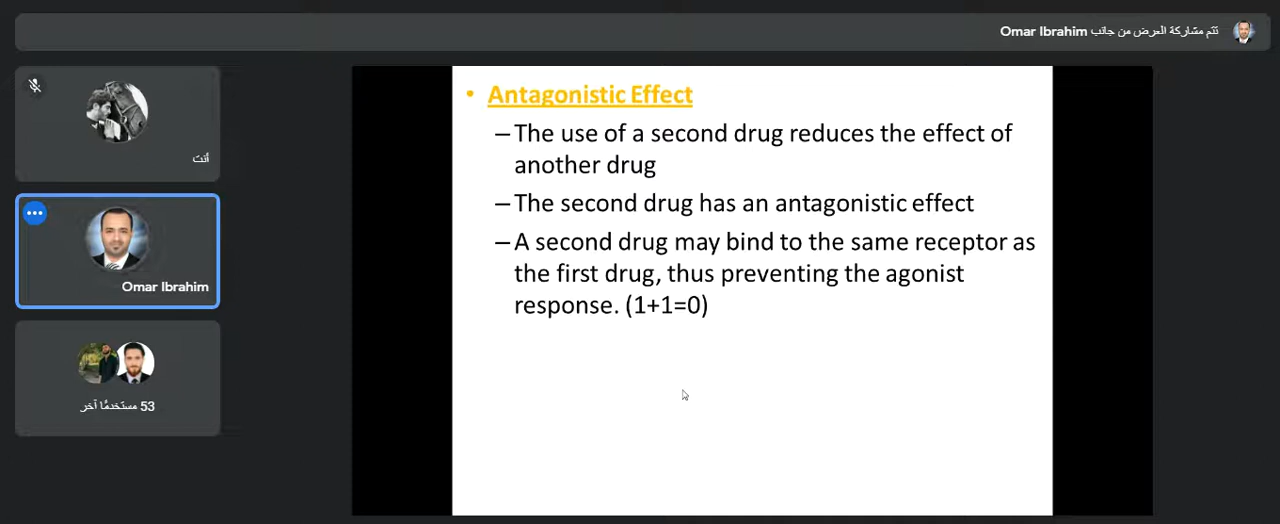 تتم مشاركة العرض من جانب Omar Ibrahim
أنت
Omar Ibrahim
53 مستخدمًا آخر
• Antagonistic Effect
– The use of a second drug reduces the effect of
another drug
– The second drug has an antagonistic effect
– A second drug may bind to the same receptor as
the first drug, thus preventing the agonist
response. (1+1=0)